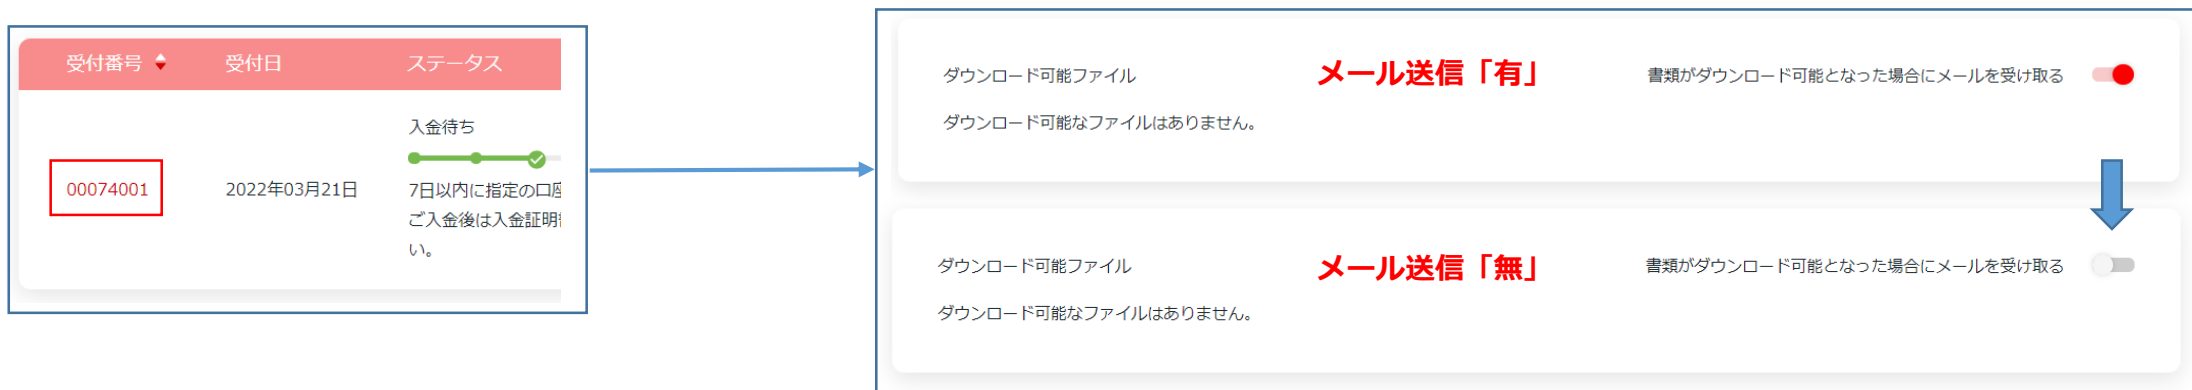 受付番号 受付日 ステータス
入金待ち
00074001 2022年03月21日 7日以内に指定の口座
ご入金後は入金証明
い。
ダウンロード可能ファイル メール送信「有」 書類がダウンロード可能となった場合にメールを受け取る
ダウンロード可能なファイルはありません。
ダウンロード可能ファイル メール送信「無」 書類がダウンロード可能となった場合にメールを受け取る
ダウンロード可能なファイルはありません。